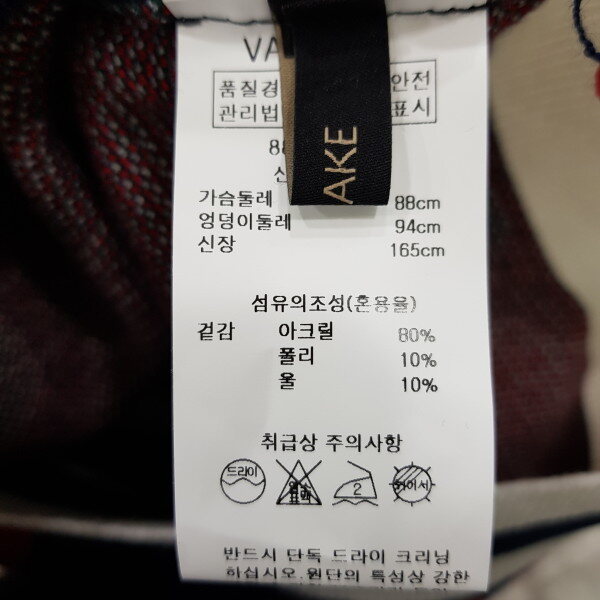 VA
AKE
품질경 안전
관리법 표시
88
신
가슴둘레 88cm
엉덩이둘레 94cm
신장 165cm
섬유의조성(혼용율)
겉감 아크릴 80%
폴리 10%
울 10%
취급상 주의사항
드라이 2
반드시 단독 드라이 크리닝
하십시오.원단의 특성상 강한